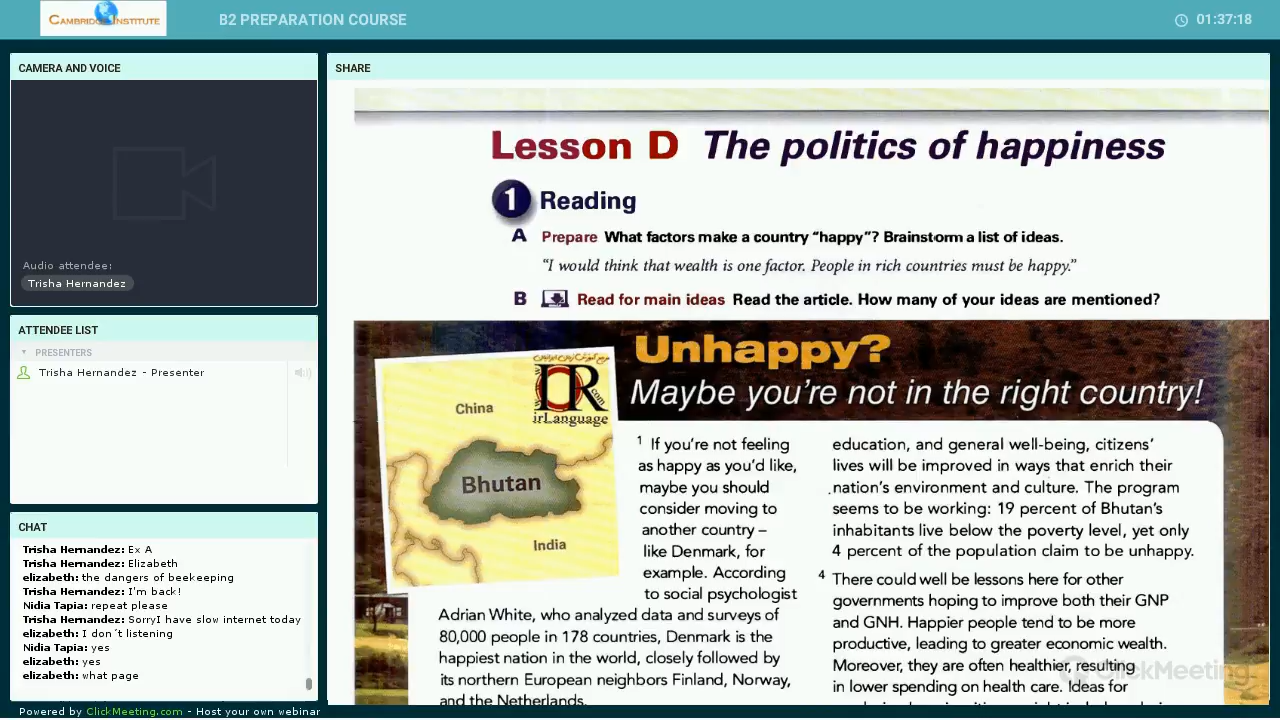 CAMBRIDGE INSTITUTE
B2 PREPARATION COURSE
01:37:18
CAMERA AND VOICE
Audio attendee:
Trisha Hernandez
ATTENDEE LIST
PRESENTERS
Trisha Hernandez - Presenter
CHAT
Trisha Hernandez: Ex A
Trisha Hernandez: Elizabeth
elizabeth: the dangers of beekeeping
Trisha Hernandez: I'm back!
Nidia Tapia: repeat please
Trisha Hernandez: SorryI have slow internet today
elizabeth: I don´t listening
Nidia Tapia: yes
elizabeth: yes
elizabeth: what page
Powered by ClickMeeting.com - Host your own webinar
SHARE
Lesson D The politics of happiness
1 Reading
A Prepare What factors make a country “happy”? Brainstorm a list of ideas.
“I would think that wealth is one factor. People in rich countries must be happy.”
B Read for main ideas Read the article. How many of your ideas are mentioned?
Unhappy?
Maybe you're not in the right country!
irLanguage
.com
China
Bhutan
India
1 If you're not feeling
as happy as you'd like,
maybe you should
consider moving to
another country –
like Denmark, for
example. According
to social psychologist
Adrian White, who analyzed data and surveys of
80,000 people in 178 countries, Denmark is the
happiest nation in the world, closely followed by
its northern European neighbors Finland, Norway,
and the Netherlands.
education, and general well-being, citizens'
lives will be improved in ways that enrich their
nation's environment and culture. The program
seems to be working: 19 percent of Bhutan's
inhabitants live below the poverty level, yet only
4 percent of the population claim to be unhappy.
4 There could well be lessons here for other
governments hoping to improve both their GNP
and GNH. Happier people tend to be more
productive, leading to greater economic wealth.
Moreover, they are often healthier, resulting
in lower spending on health care. Ideas for
ClickMeeting